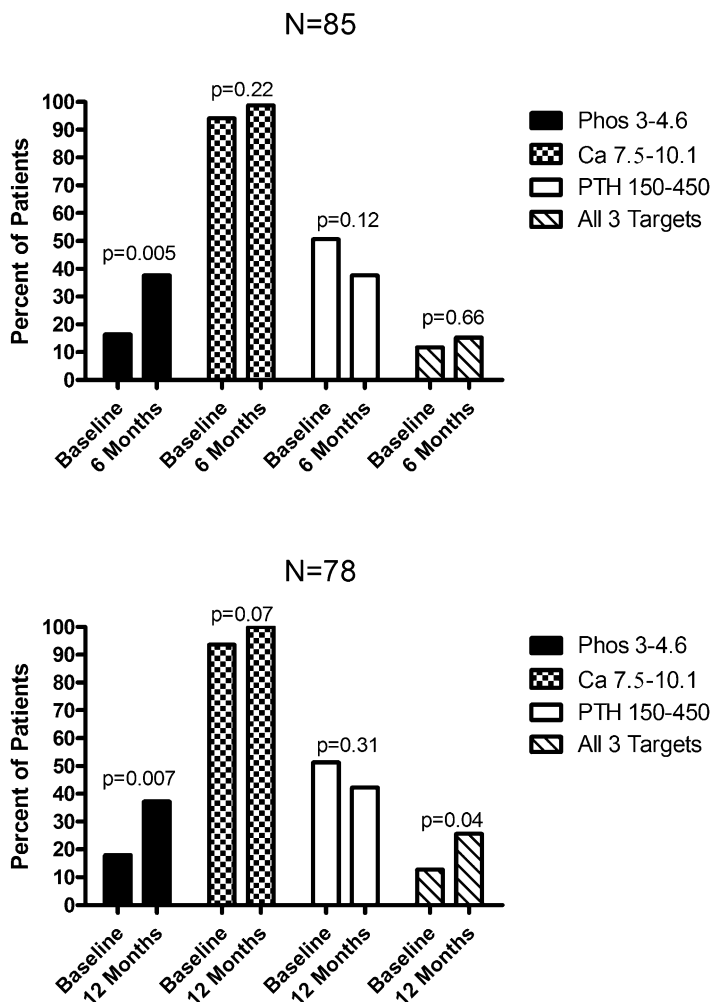 N=85
Percent of Patients
100
90
80
70
60
50
40
30
20
10
0
p=0.005
p=0.22
p=0.12
p=0.66
Baseline
6 Months
Baseline
6 Months
Baseline
6 Months
Baseline
6 Months
Phos 3-4.6
Ca 7.5-10.1
PTH 150-450
All 3 Targets
N=78
Percent of Patients
100
90
80
70
60
50
40
30
20
10
0
p=0.007
p=0.07
p=0.31
p=0.04
Baseline
12 Months
Baseline
12 Months
Baseline
12 Months
Baseline
12 Months
Phos 3-4.6
Ca 7.5-10.1
PTH 150-450
All 3 Targets